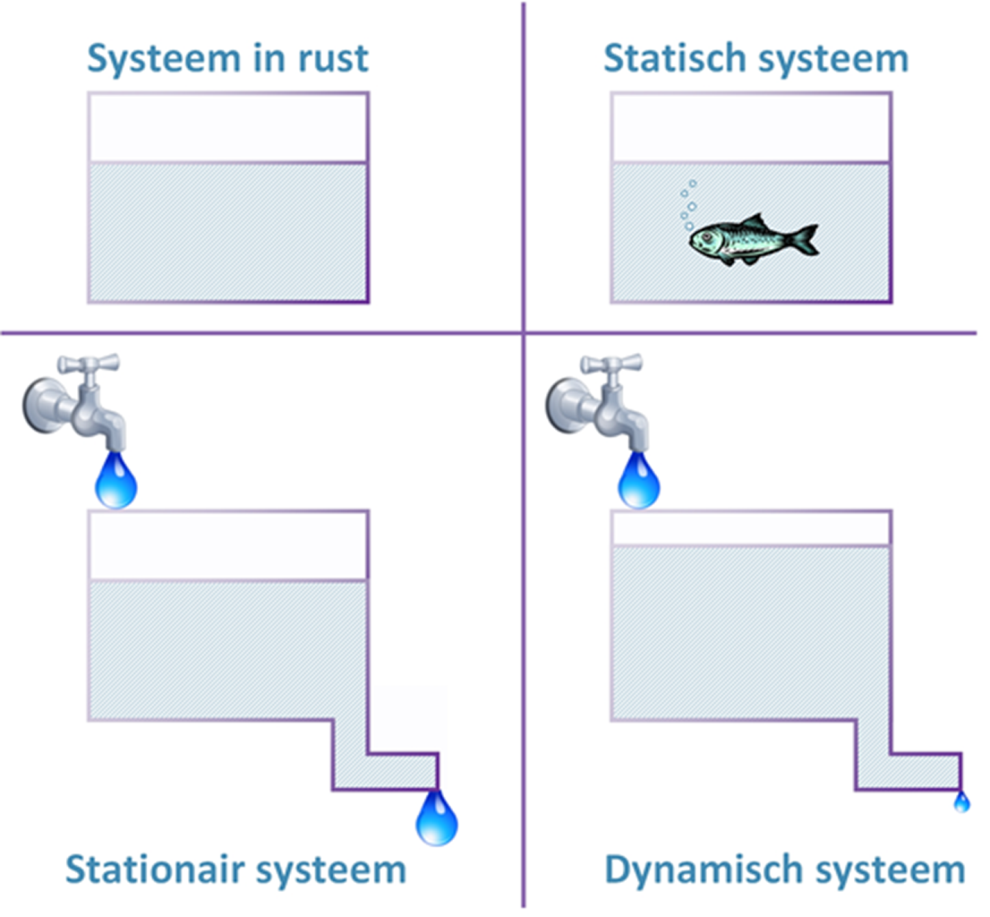 Systeem in rust
Statisch systeem
Stationair systeem
Dynamisch systeem